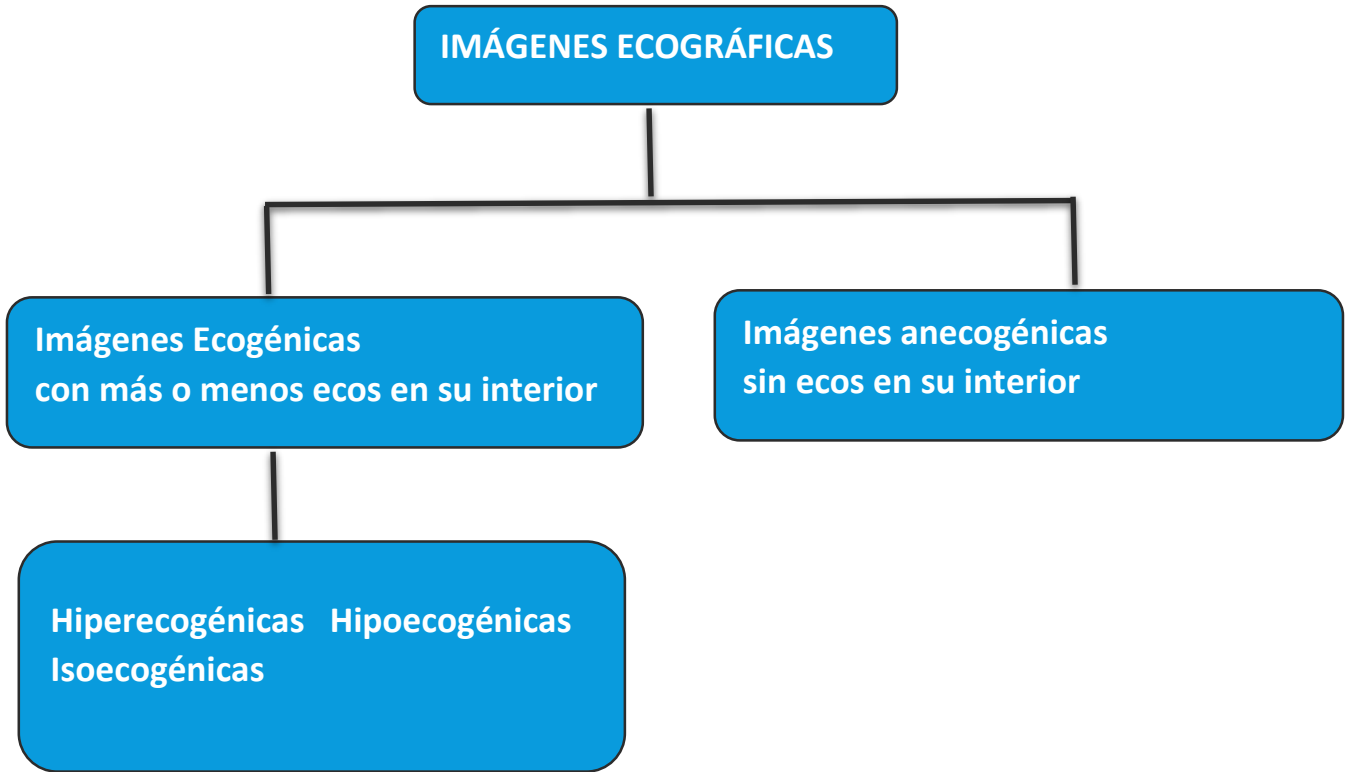 IMÁGENES ECOGRÁFICAS
Imágenes Ecogénicas
con más o menos ecos en su interior
Imágenes anecogénicas
sin ecos en su interior
Hiperecogénicas Hipoecogénicas
Isoecogénicas